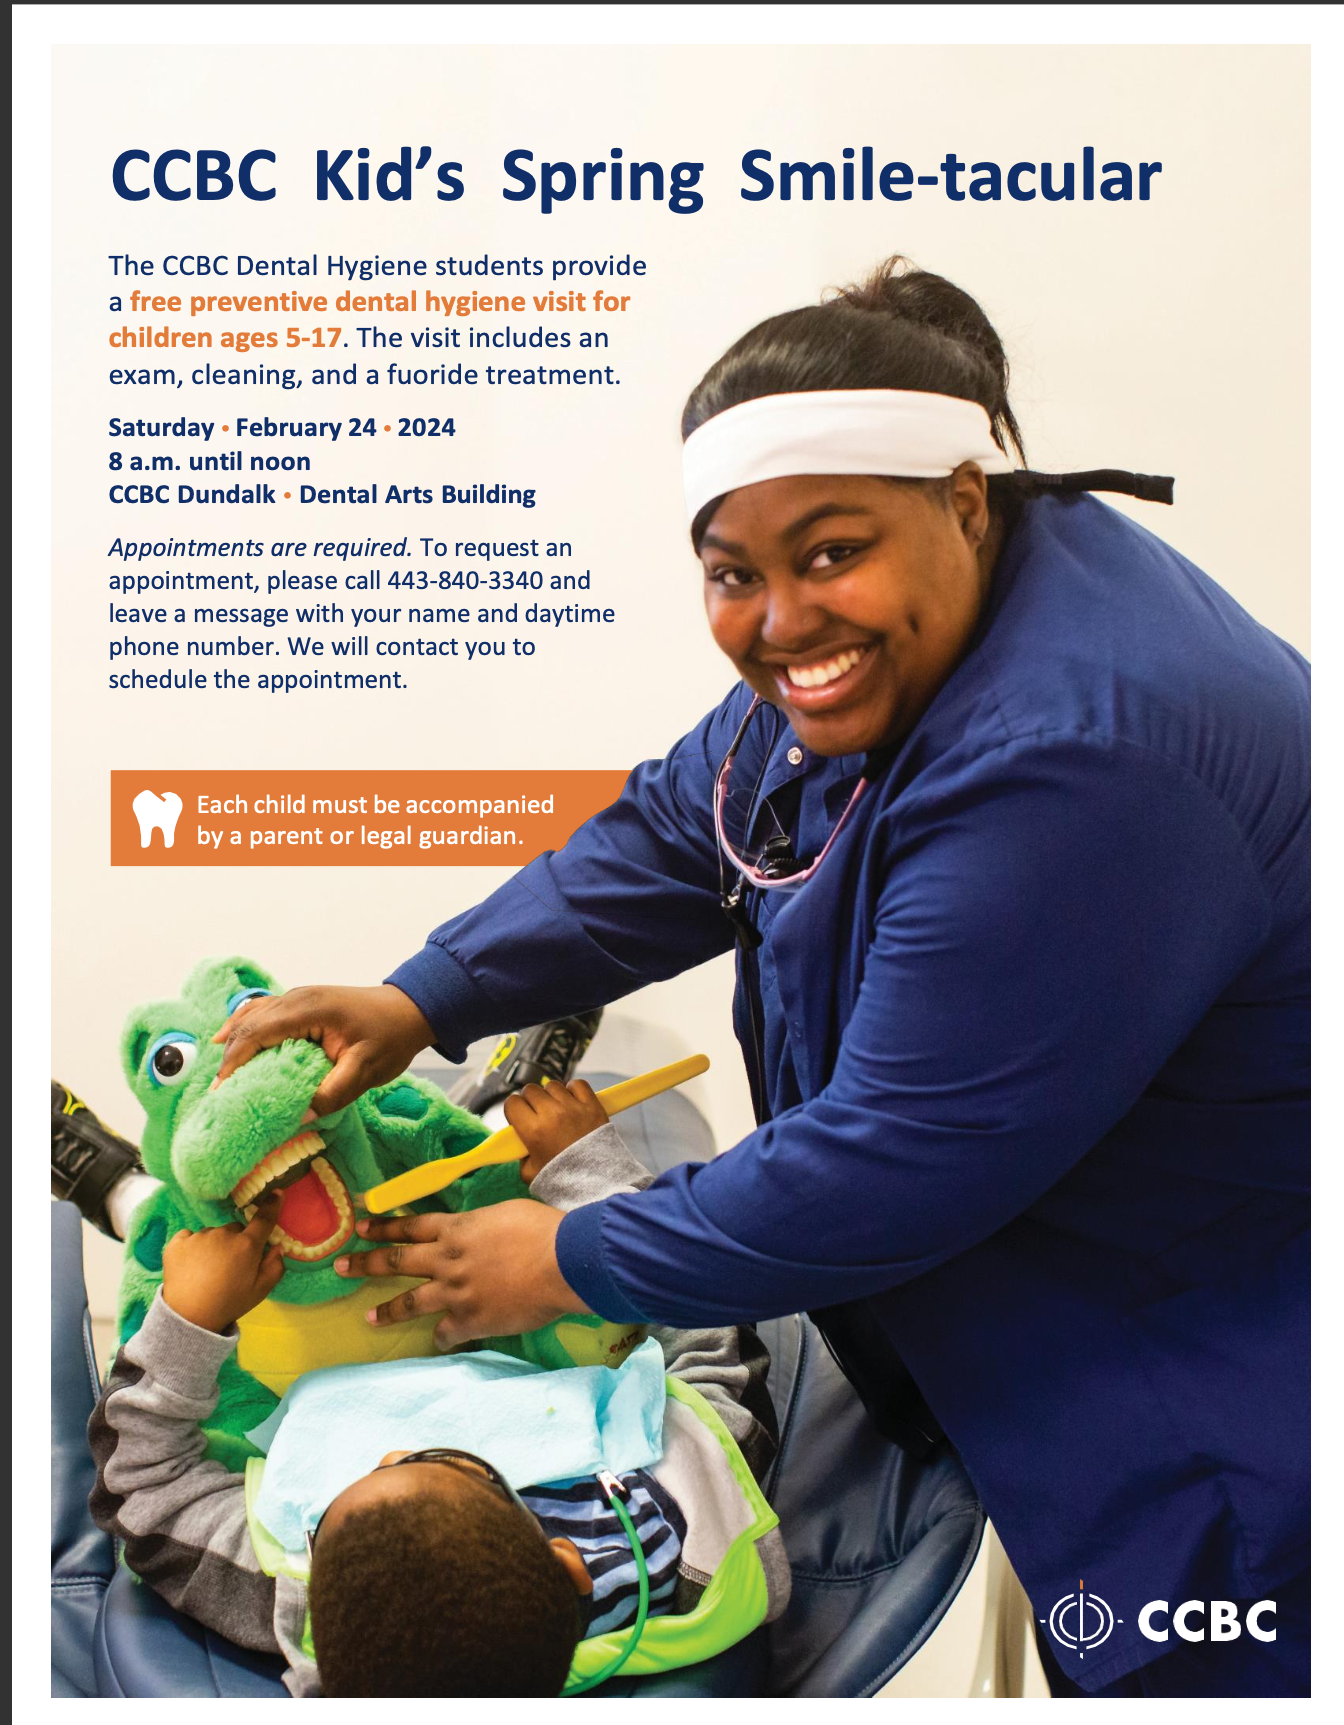 CCBC Kid's Spring Smile-tacular
The CCBC Dental Hygiene students provide
a free preventive dental hygiene visit for
children ages 5-17. The visit includes an
exam, cleaning, and a fuoride treatment.
Saturday • February 24 • 2024
8 a.m. until noon
CCBC Dundalk • Dental Arts Building
Appointments are required. To request an
appointment, please call 443-840-3340 and
leave a message with your name and daytime
phone number. We will contact you to
schedule the appointment.
Each child must be accompanied
by a parent or legal guardian.
CCBC